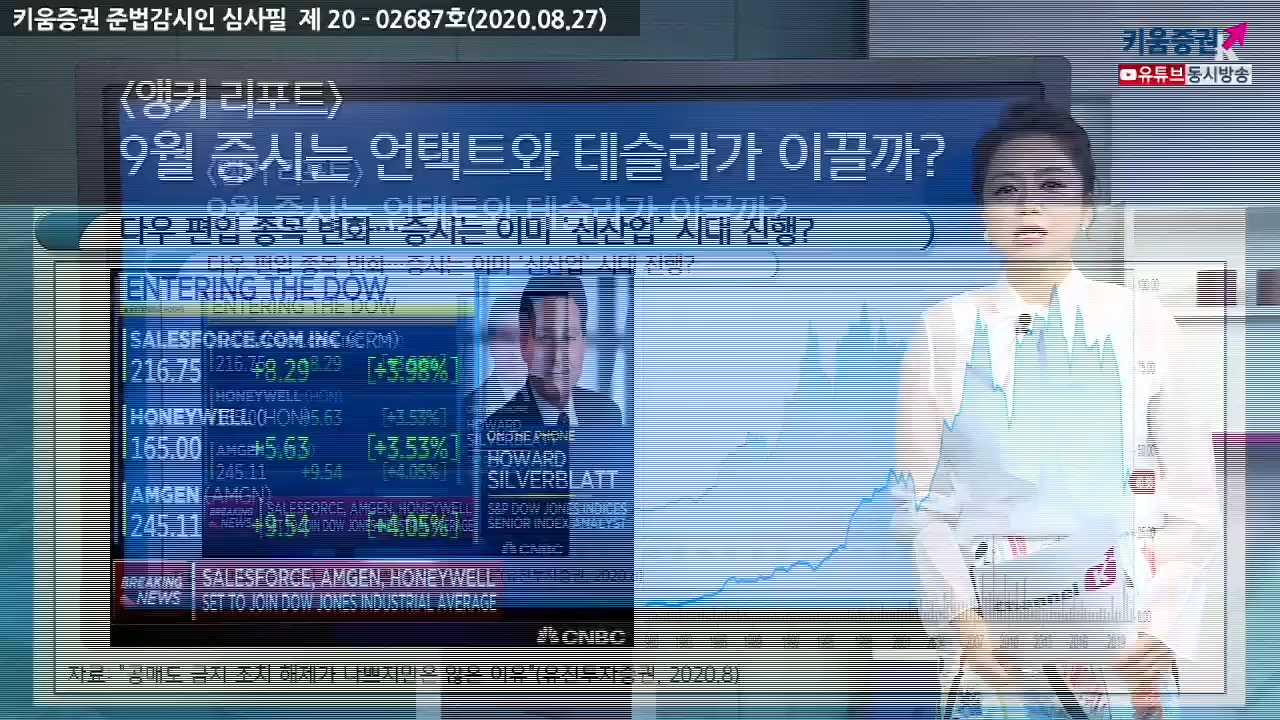 키움증권 준법감시인 심사필 제 20 - 02687호(2020.08.27)
키움증권
유튜브 동시방송
<앵커 리포트>
9월 증시는 언택트와 테슬라가 이끌까?
다우 편입 종목 변화…증시는 이미 '신산업' 시대 진행?
ENTERING THE DOW
SALESFORCE.COM INC (CRM)
216.75 +8.29 [+3.98%]
HONEYWELL (HON)
165.00 +5.63 [+3.53%]
AMGEN (AMGN)
245.11 +9.54 [+4.05%]
ON THE PHONE
HOWARD
SILVERBLATT
S&P DOW JONES INDICES
SENIOR INDEX ANALYST
BREAKING
NEWS
SALESFORCE, AMGEN, HONEYWELL
SET TO JOIN DOW JONES INDUSTRIAL AVERAGE
CNBC
Channel K
자료: "공매도 금지 조치 해제가 나쁘지만은 않은 이유"(유진투자증권, 2020.8)